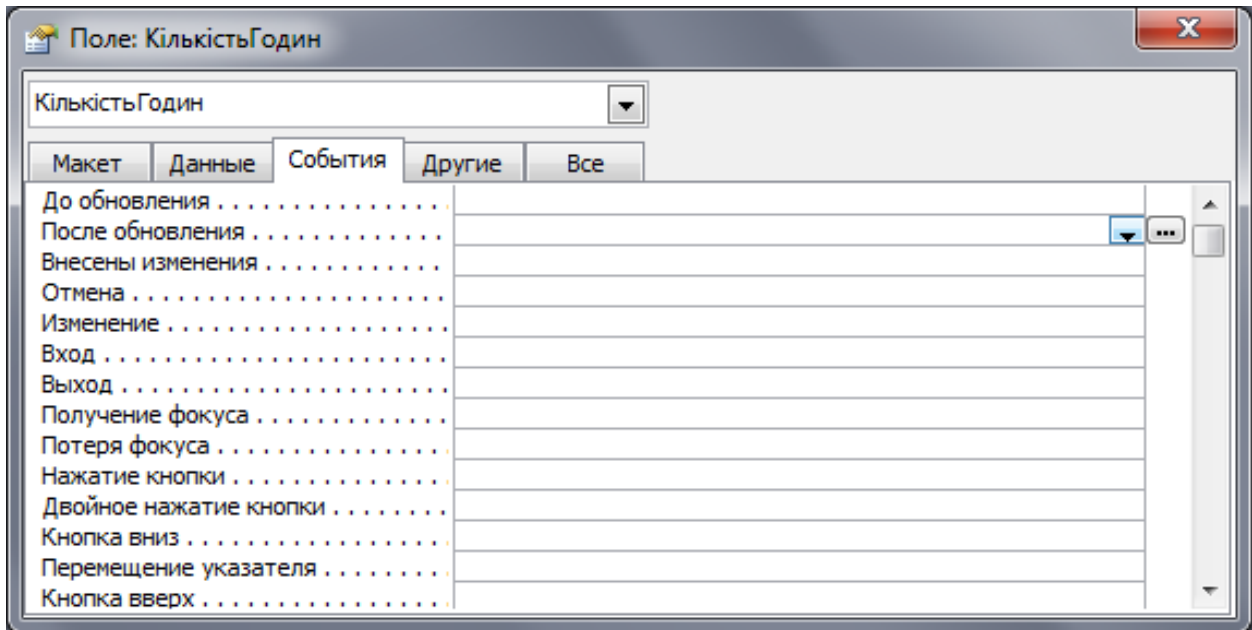 Поле: КількістьГодин
КількістьГодин
Макет Данные События Другие Все
До обновления . . . . . . . . . . . . . . .
После обновления . . . . . . . . . . . . .
Внесены изменения . . . . . . . . . . . .
Отмена . . . . . . . . . . . . . . . . . . . . .
Изменение . . . . . . . . . . . . . . . . . . .
Вход . . . . . . . . . . . . . . . . . . . . . . .
Выход . . . . . . . . . . . . . . . . . . . . . .
Получение фокуса . . . . . . . . . . . . .
Потеря фокуса . . . . . . . . . . . . . . .
Нажатие кнопки . . . . . . . . . . . . . .
Двойное нажатие кнопки . . . . . . . .
Кнопка вниз . . . . . . . . . . . . . . . . .
Перемещение указателя . . . . . . . .
Кнопка вверх . . . . . . . . . . . . . . . .